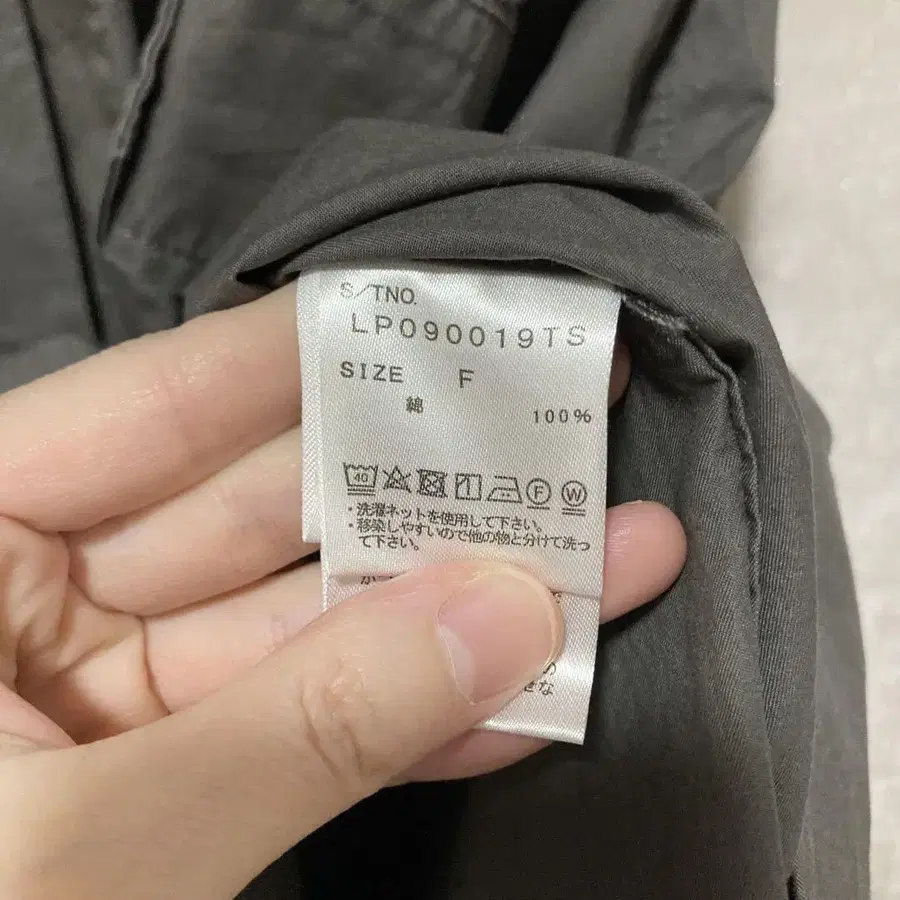 S/TNO.
LP090019TS
SIZE F
綿 100%
40 F W
・洗濯ネットを使用して下さい。
・移染しやすいので他の物と分けて洗っ
て下さい。